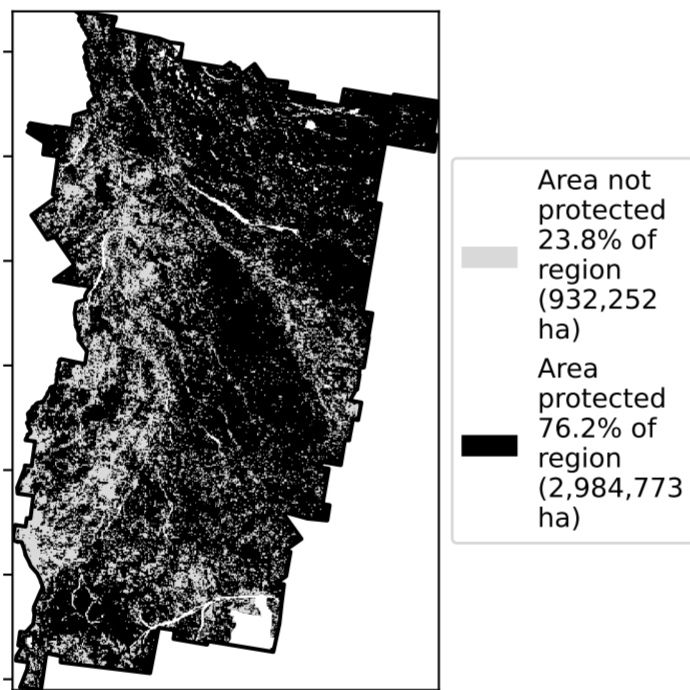 Area not
protected
23.8% of
region
(932,252
ha)
Area
protected
76.2% of
region
(2,984,773
ha)